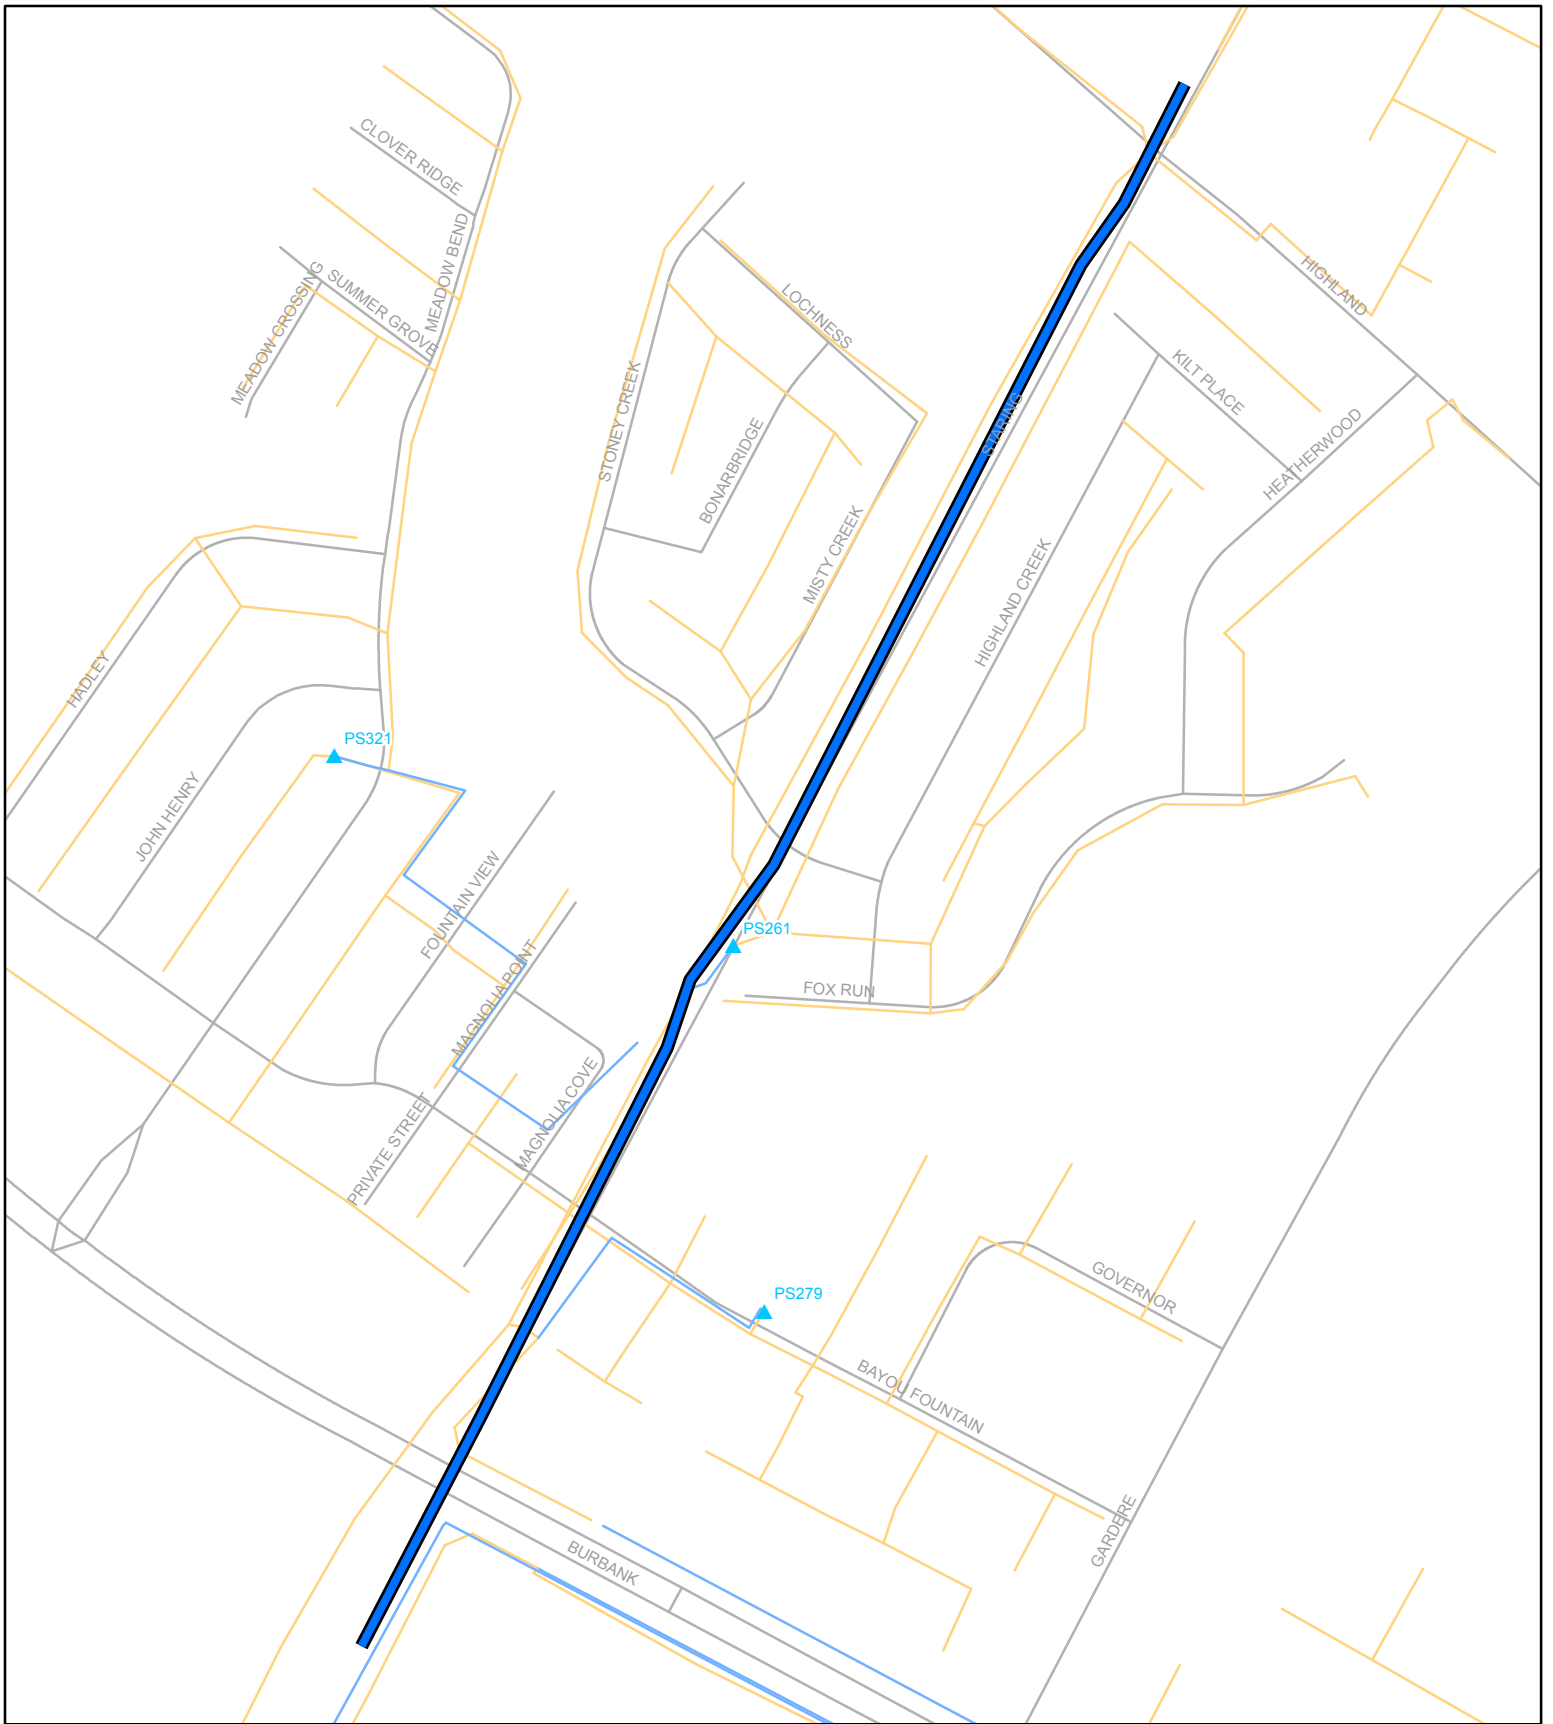 CLOVER RIDGE
MEADOW BEND
SUMMER GROVE
MEADOW CROSSING
HIGHLAND
LOCHNESS
KILT PLACE
STONEY CREEK
STARING
HEATHERWOOD
BONARBRIDGE
MISTY CREEK
HIGHLAND CREEK
HADLEY
PS321
JOHN HENRY
FOUNTAIN VIEW
PS261
MAGNOLIA POINT
FOX RUN
MAGNOLIA COVE
PRIVATE STREET
PS279
GOVERNOR
BAYOU FOUNTAIN
GARDERE
BURBANK